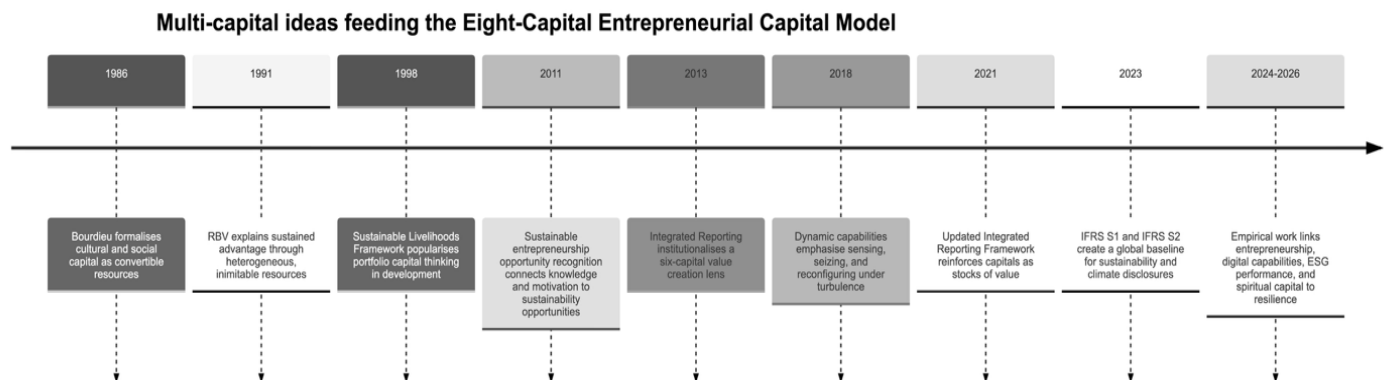 Multi-capital ideas feeding the Eight-Capital Entrepreneurial Capital Model
1986
1991
1998
2011
2013
2018
2021
2023
2024-2026
Bourdieu formalises
cultural and social
capital as convertible
resources
RBV explains sustained
advantage through
heterogeneous,
inimitable resources
Sustainable Livelihoods
Framework popularises
portfolio capital thinking
in development
Sustainable
entrepreneurship
opportunity recognition
connects knowledge
and motivation to
sustainability
opportunities
Integrated Reporting
institutionalises a
six-capital value
creation lens
Dynamic capabilities
emphasise sensing,
seizing, and
reconfiguring under
turbulence
Updated Integrated
Reporting Framework
reinforces capitals as
stocks of value
IFRS S1 and IFRS S2
create a global baseline
for sustainability and
climate disclosures
Empirical work links
entrepreneurship,
digital capabilities, ESG
performance, and
spiritual capital to
resilience